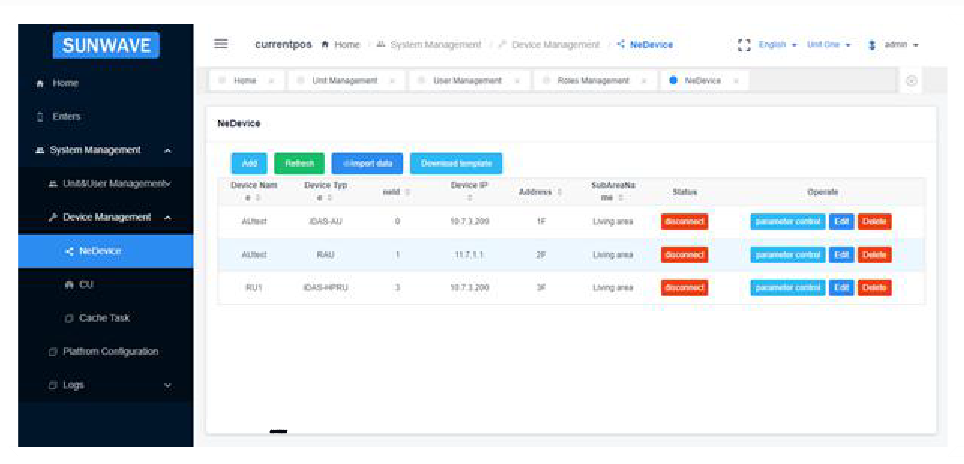 SUNWAVE
currentpos Home / System Management / Device Management / NeDevice
English Unit One admin
Home
Enters
System Management
Unit&User Management
Device Management
NeDevice
CU
Cache Task
Platfrom Configuration
Logs
Home × Unit Management × User Management × Roles Management × NeDevice ×
NeDevice
Add Refresh import data Download template
Device Nam
e
Device Typ
e
neId
Device IP
Address
SubAreaNa
me
Status
Operate
AUtest iDAS-AU 0 10.7.3.200 1F Living area disconnect parameter control Edit Delete
AUtest RAU 1 11.7.1.1 2F Living area disconnect parameter control Edit Delete
RU1 iDAS-HPRU 3 10.7.3.200 3F Living area disconnect parameter control Edit Delete